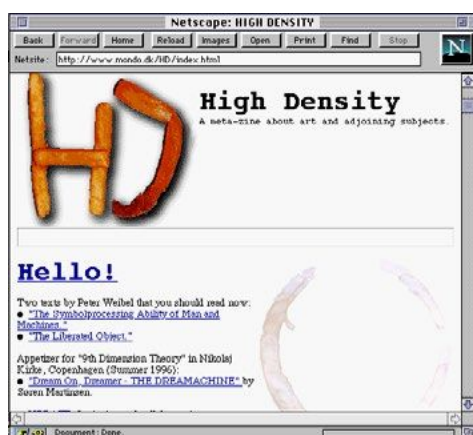 Netscape: HIGH DENSITY
Back Forward Home Reload Images Open Print Find Stop
N
Netsite: http://www.mondo.dk/HD/index.html
HD
High Density
A meta-zine about art and adjoining subjects.
Hello!
Two texts by Peter Weibel that you should read now:
● "The Symbolprocessing Ability of Man and
Machines."
● "The Liberated Object."
Appetizer for "9th Dimension Theory" in Nikolaj
Kirke, Copenhagen (Summer 1996):
● "Dream On, Dreamer - THE DREAMACHINE" by
Søren Martinsen.
Document: Done.